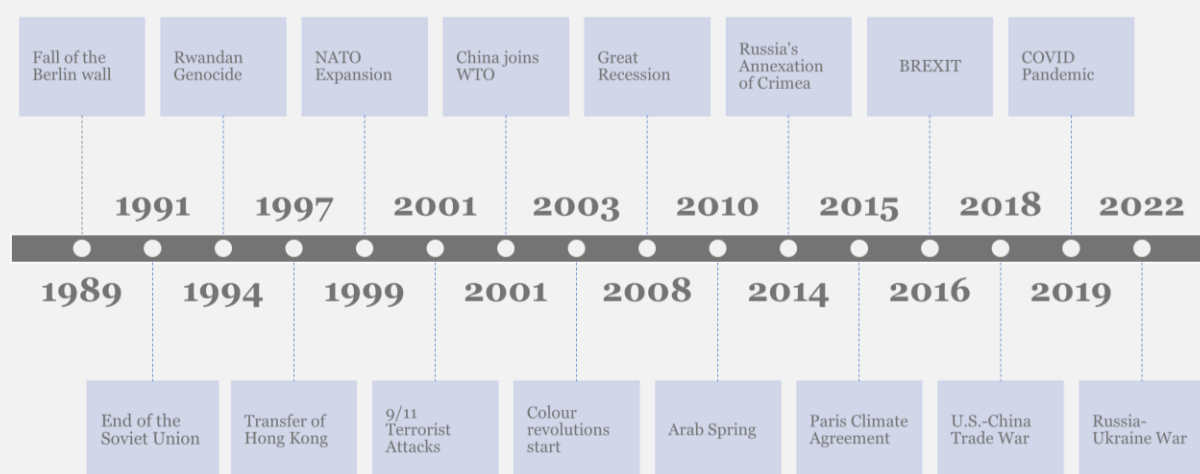 Fall of the
Berlin wall
Rwandan
Genocide
NATO
Expansion
China joins
WTO
Great
Recession
Russia's
Annexation
of Crimea
BREXIT
COVID
Pandemic
1991
1997
2001
2003
2010
2015
2018
2022
1989
1994
1999
2001
2008
2014
2016
2019
End of the
Soviet Union
Transfer of
Hong Kong
9/11
Terrorist
Attacks
Colour
revolutions
start
Arab Spring
Paris Climate
Agreement
U.S.-China
Trade War
Russia-
Ukraine War